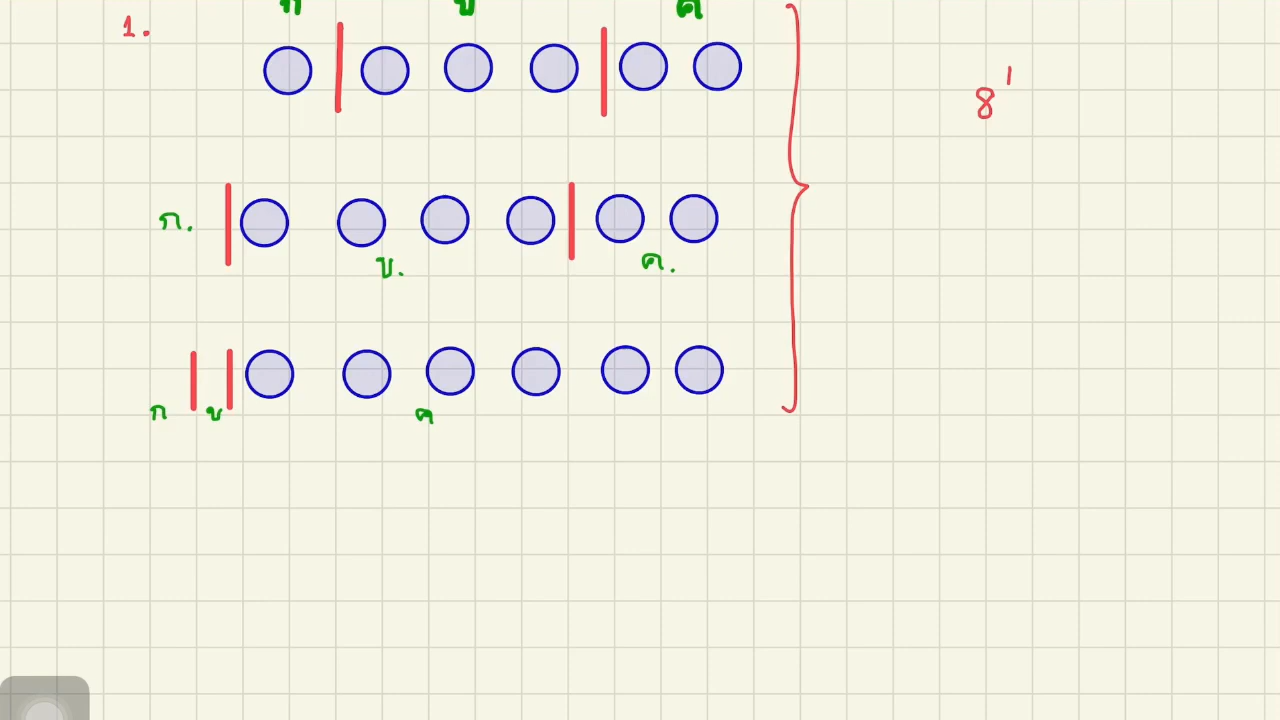 ก ข ค
1.
8'
ก.
ข. ค.
ก ข ค